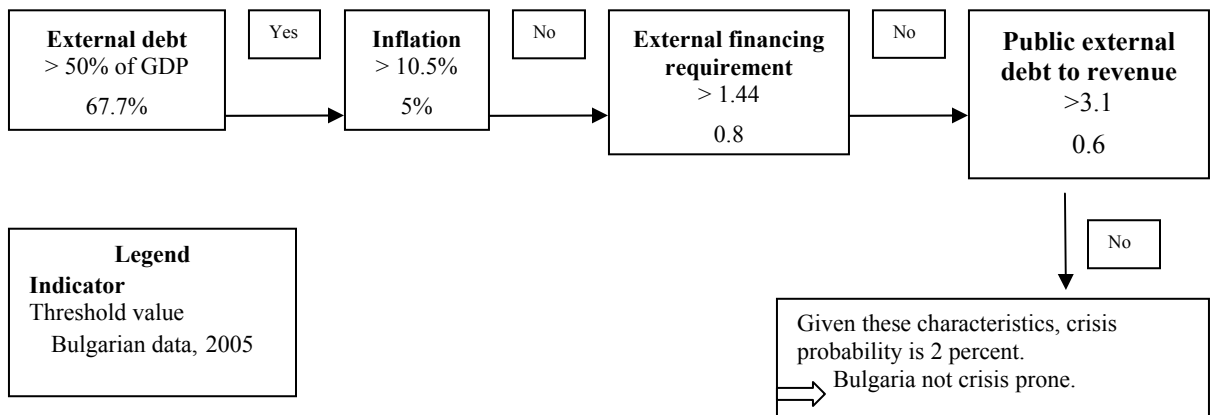 External debt
> 50% of GDP
67.7%
Yes
Inflation
> 10.5%
5%
No
External financing
requirement
> 1.44
0.8
No
Public external
debt to revenue
>3.1
0.6
No
Legend
Indicator
Threshold value
Bulgarian data, 2005
Given these characteristics, crisis
probability is 2 percent.
Bulgaria not crisis prone.